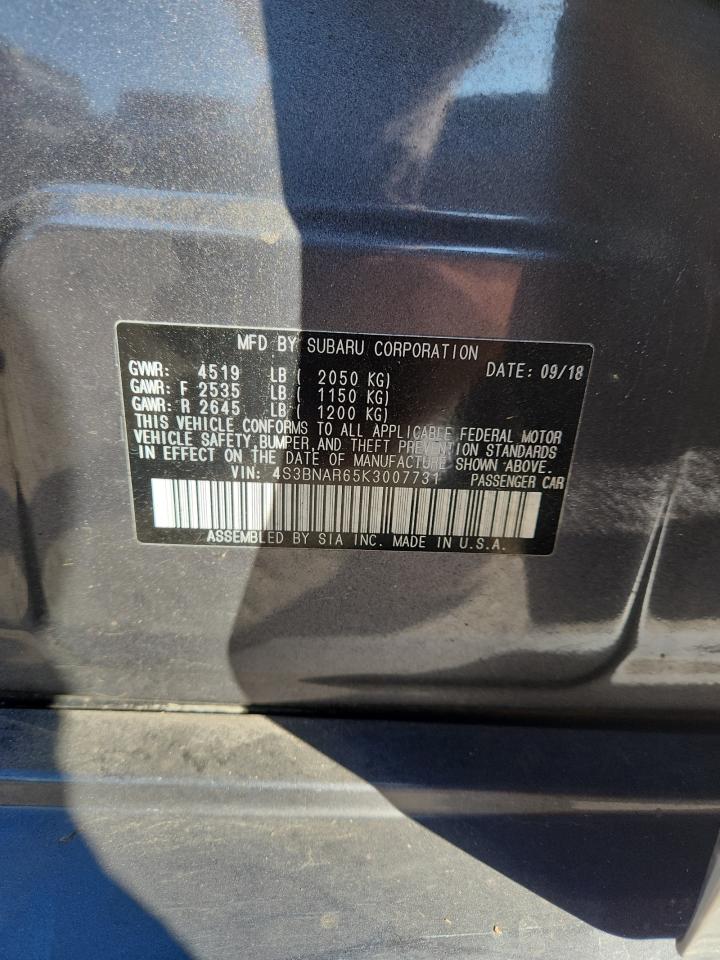 MFD BY SUBARU CORPORATION
GVWR: 4519 LB ( 2050 KG) DATE: 09/18
GAWR: F 2535 LB ( 1150 KG)
GAWR: R 2645 LB ( 1200 KG)
THIS VEHICLE CONFORMS TO ALL APPLICABLE FEDERAL MOTOR
VEHICLE SAFETY, BUMPER, AND THEFT PREVENTION STANDARDS
IN EFFECT ON THE DATE OF MANUFACTURE SHOWN ABOVE.
VIN: 4S3BNAR65K3007731 PASSENGER CAR
ASSEMBLED BY SIA INC. MADE IN U.S.A.